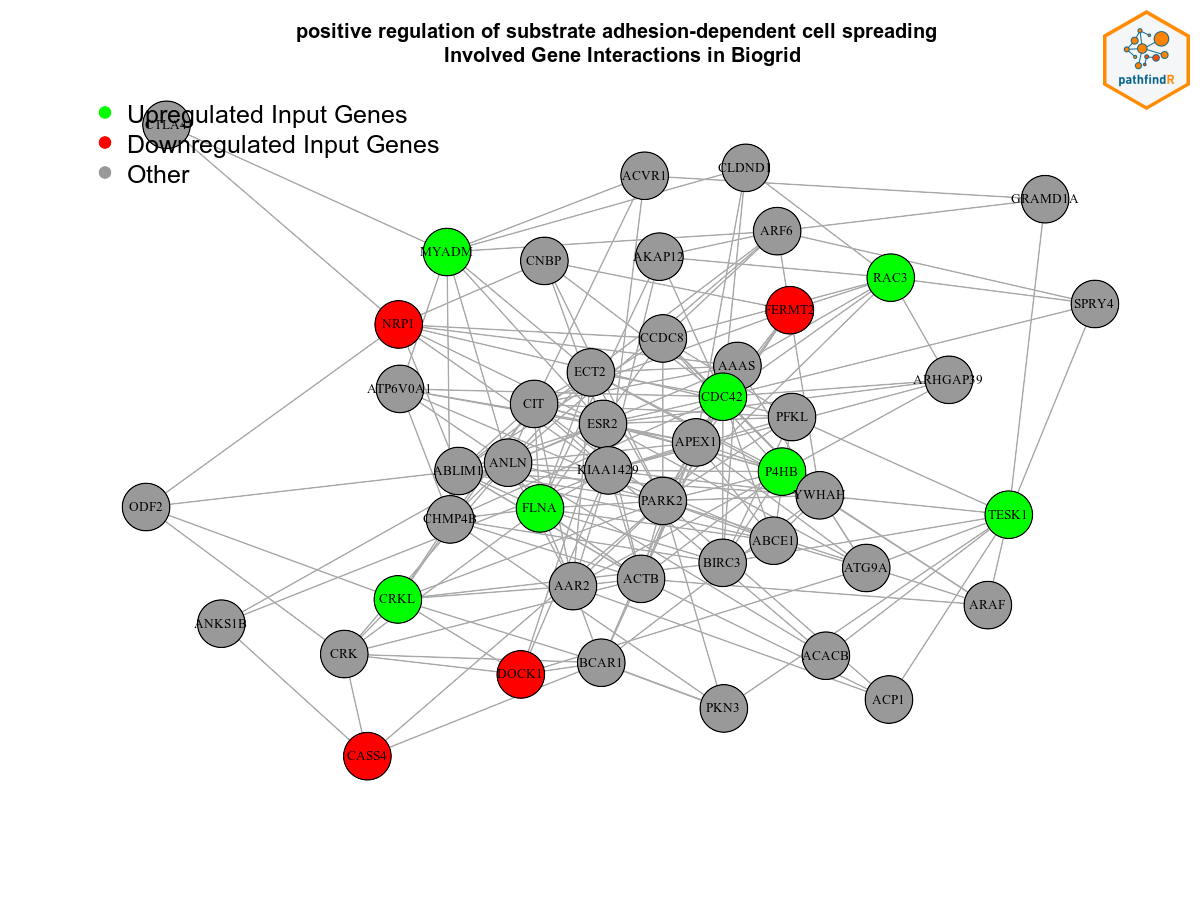 positive regulation of substrate adhesion-dependent cell spreading
Involved Gene Interactions in Biogrid
pathfindR
Upregulated Input Genes
Downregulated Input Genes
Other
CTLA4
ACVR1
CLDND1
GRAMD1A
MYADM
CNBP
AKAP12
ARF6
RAC3
SPRY4
NRP1
FERMT2
CCDC8
ATP6V0A1
ECT2
AAAS
ARHGAP39
CIT
CDC42
ESR2
PFKL
APEX1
ABLIM1
ANLN
KIAA1429
P4HB
YWHAH
ODF2
CHMP4B
FLNA
PARK2
TESK1
ABCE1
BIRC3
ATG9A
CRKL
AAR2
ACTB
ARAF
ANKS1B
CRK
DOCK1
BCAR1
ACACB
PKN3
ACP1
CASS4